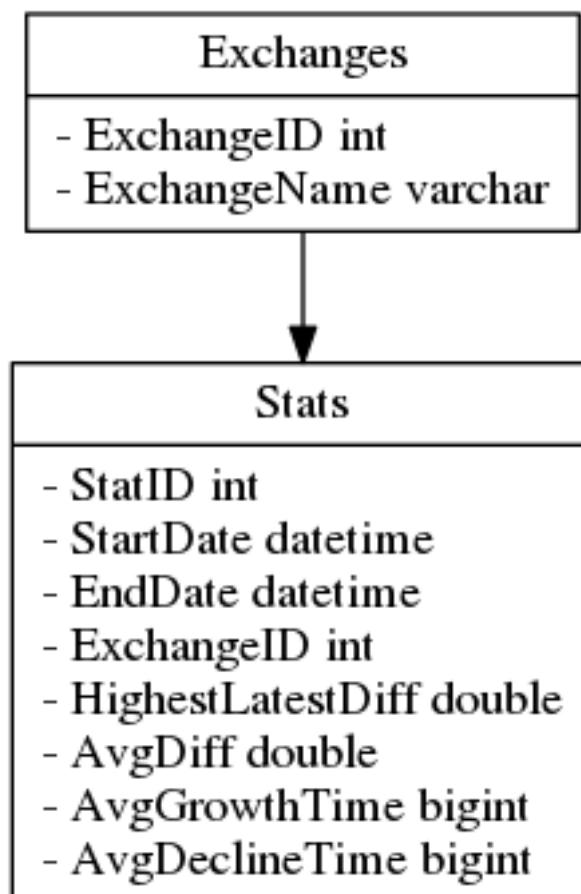 Exchanges
- ExchangeID int
- ExchangeName varchar
Stats
- StatID int
- StartDate datetime
- EndDate datetime
- ExchangeID int
- HighestLatestDiff double
- AvgDiff double
- AvgGrowthTime bigint
- AvgDeclineTime bigint